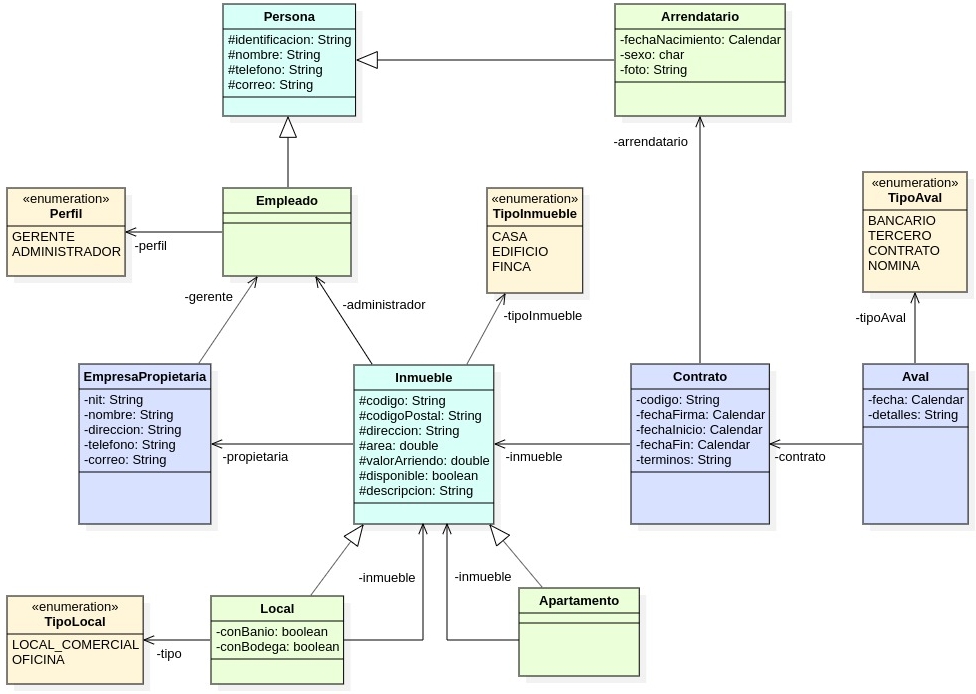 Persona
#identificacion: String
#nombre: String
#telefono: String
#correo: String
Arrendatario
-fechaNacimiento: Calendar
-sexo: char
-foto: String
-arrendatario
«enumeration»
Perfil
GERENTE
ADMINISTRADOR
-perfil
Empleado
«enumeration»
TipoInmueble
CASA
EDIFICIO
FINCA
«enumeration»
TipoAval
BANCARIO
TERCERO
CONTRATO
NOMINA
-gerente
-administrador
-tipoInmueble
-tipoAval
EmpresaPropietaria
-nit: String
-nombre: String
-direccion: String
-telefono: String
-correo: String
-propietaria
Inmueble
#codigo: String
#codigoPostal: String
#direccion: String
#area: double
#valorArriendo: double
#disponible: boolean
#descripcion: String
-inmueble
Contrato
-codigo: String
-fechaFirma: Calendar
-fechaInicio: Calendar
-fechaFin: Calendar
-terminos: String
-contrato
Aval
-fecha: Calendar
-detalles: String
-inmueble
-inmueble
«enumeration»
TipoLocal
LOCAL_COMERCIAL
OFICINA
-tipo
Local
-conBanio: boolean
-conBodega: boolean
Apartamento